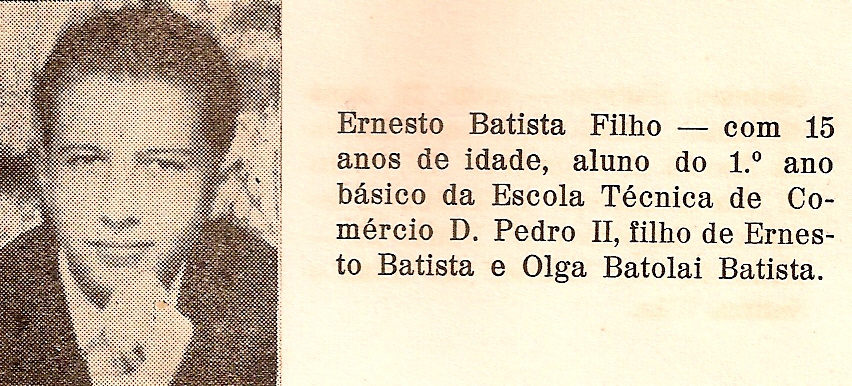 Ernesto Batista Filho — com 15
anos de idade, aluno do 1.º ano
básico da Escola Técnica de Co-
mércio D. Pedro II, filho de Ernes-
to Batista e Olga Batolai Batista.